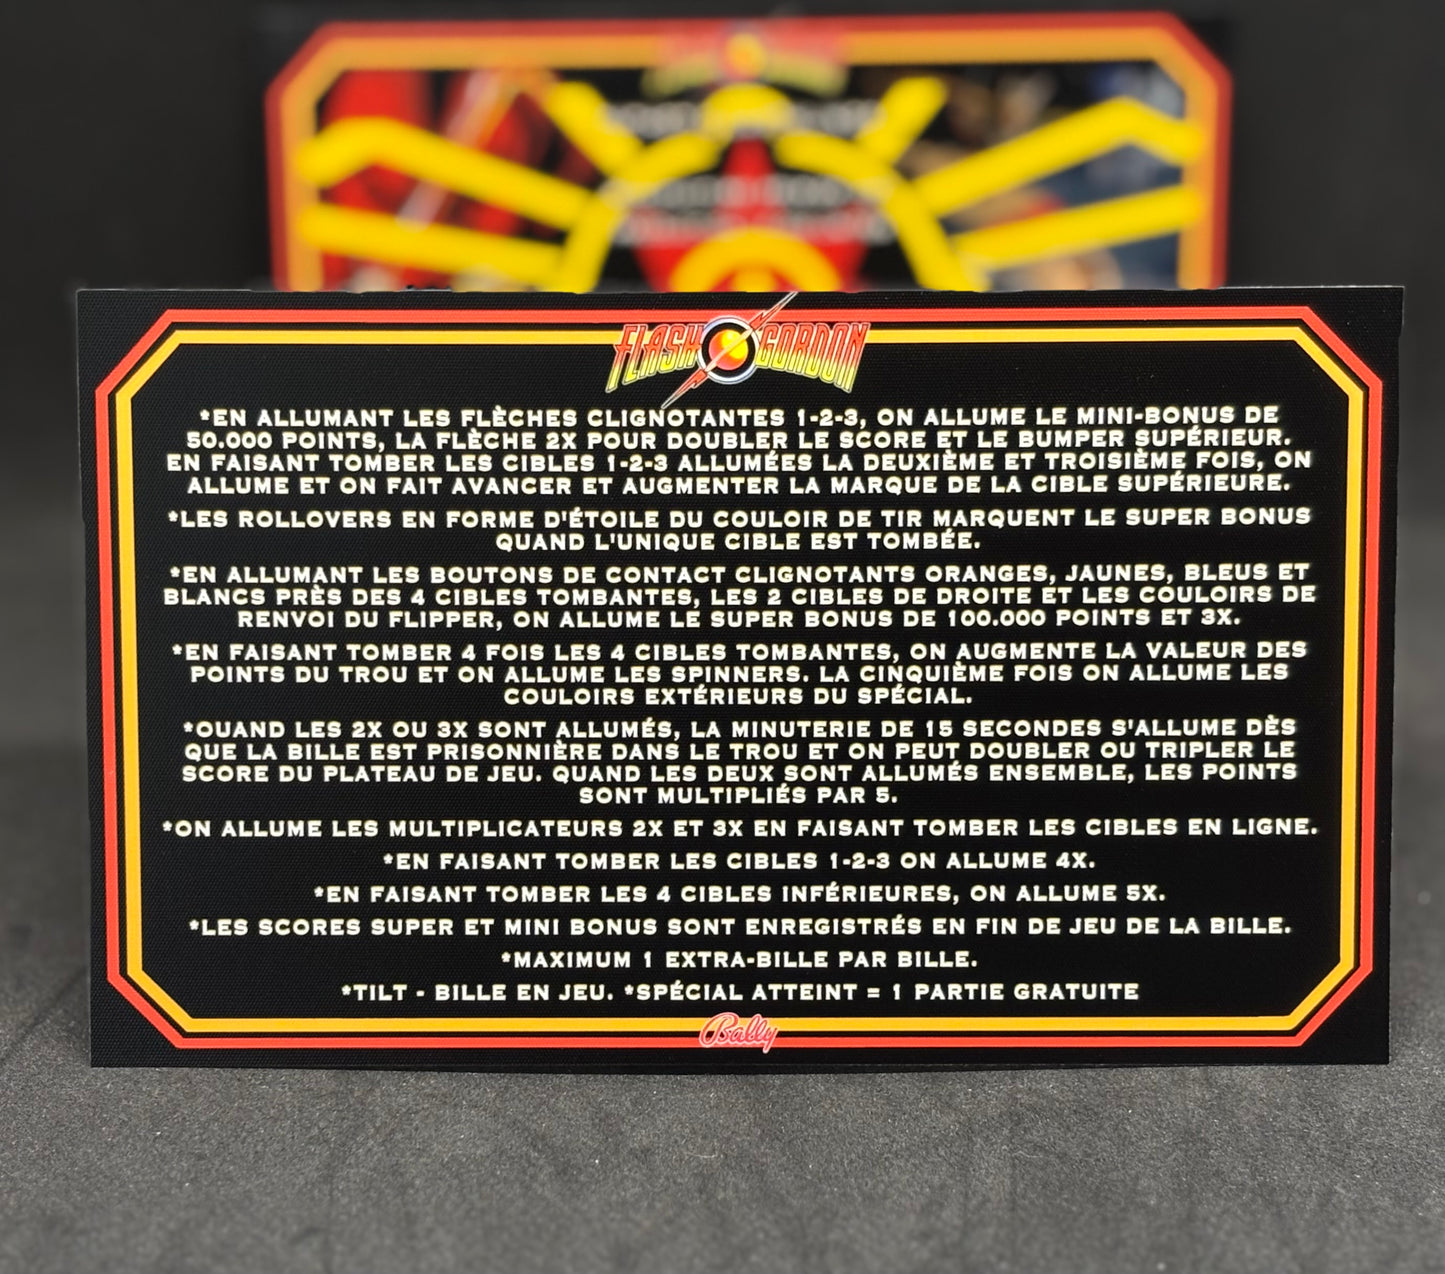 FLASH GORDON
*EN ALLUMANT LES FLÈCHES CLIGNOTANTES 1-2-3, ON ALLUME LE MINI-BONUS DE
50.000 POINTS, LA FLÈCHE 2X POUR DOUBLER LE SCORE ET LE BUMPER SUPÉRIEUR.
EN FAISANT TOMBER LES CIBLES 1-2-3 ALLUMÉES LA DEUXIÈME ET TROISIÈME FOIS, ON
ALLUME ET ON FAIT AVANCER ET AUGMENTER LA MARQUE DE LA CIBLE SUPÉRIEURE.
*LES ROLLOVERS EN FORME D'ÉTOILE DU COULOIR DE TIR MARQUENT LE SUPER BONUS
QUAND L'UNIQUE CIBLE EST TOMBÉE.
*EN ALLUMANT LES BOUTONS DE CONTACT CLIGNOTANTS ORANGES, JAUNES, BLEUS ET
BLANCS PRÈS DES 4 CIBLES TOMBANTES, LES 2 CIBLES DE DROITE ET LES COULOIRS DE
RENVOI DU FLIPPER, ON ALLUME LE SUPER BONUS DE 100.000 POINTS ET 3X.
*EN FAISANT TOMBER 4 FOIS LES 4 CIBLES TOMBANTES, ON AUGMENTE LA VALEUR DES
POINTS DU TROU ET ON ALLUME LES SPINNERS. LA CINQUIÈME FOIS ON ALLUME LES
COULOIRS EXTÉRIEURS DU SPÉCIAL.
*QUAND LES 2X OU 3X SONT ALLUMÉS, LA MINUTERIE DE 15 SECONDES S'ALLUME DÈS
QUE LA BILLE EST PRISONNIÈRE DANS LE TROU ET ON PEUT DOUBLER OU TRIPLER LE
SCORE DU PLATEAU DE JEU. QUAND LES DEUX SONT ALLUMÉS ENSEMBLE, LES POINTS
SONT MULTIPLIÉS PAR 5.
*ON ALLUME LES MULTIPLICATEURS 2X ET 3X EN FAISANT TOMBER LES CIBLES EN LIGNE.
*EN FAISANT TOMBER LES CIBLES 1-2-3 ON ALLUME 4X.
*EN FAISANT TOMBER LES 4 CIBLES INFÉRIEURES, ON ALLUME 5X.
*LES SCORES SUPER ET MINI BONUS SONT ENREGISTRÉS EN FIN DE JEU DE LA BILLE.
*MAXIMUM 1 EXTRA-BILLE PAR BILLE.
*TILT - BILLE EN JEU. *SPÉCIAL ATTEINT = 1 PARTIE GRATUITE
Bally